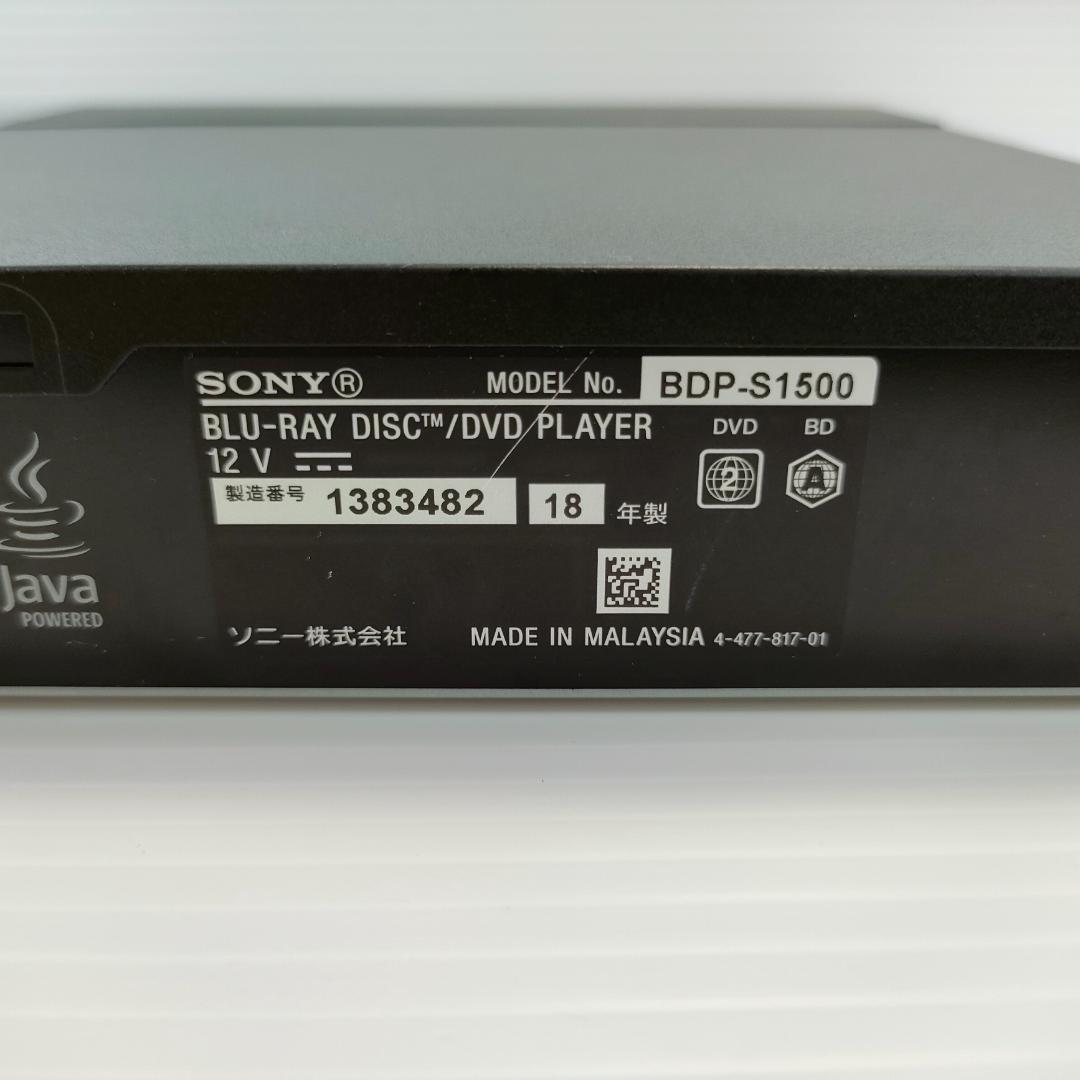 SONY® MODEL No. BDP-S1500
BLU-RAY DISC™/DVD PLAYER DVD BD
12 V 2 A
製造番号 1383482 18 年製
Java
POWERED
ソニー株式会社 MADE IN MALAYSIA 4-477-817-01